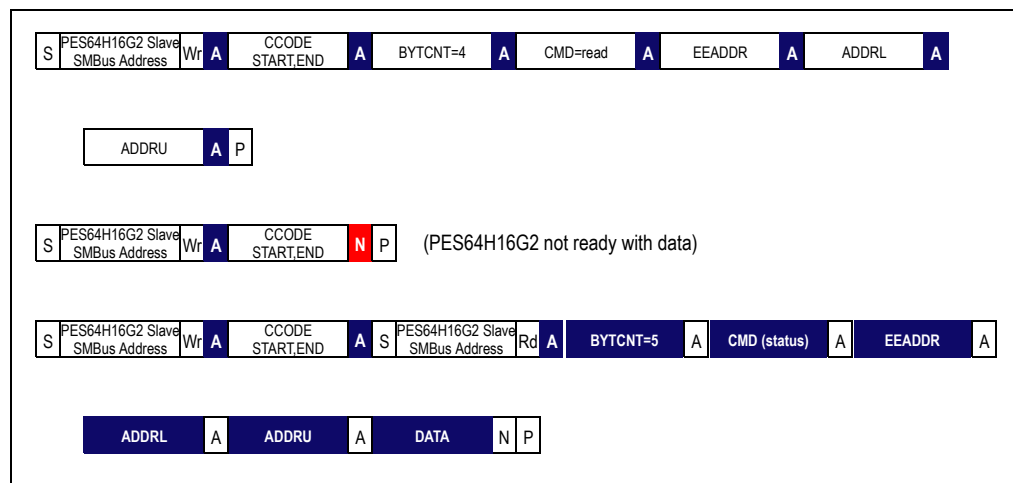 S PES64H16G2 Slave SMBus Address Wr A CCODE START,END A BYTCNT=4 A CMD=read A EEADDR A ADDRL A
ADDRU A P
S PES64H16G2 Slave SMBus Address Wr A CCODE START,END N P (PES64H16G2 not ready with data)
S PES64H16G2 Slave SMBus Address Wr A CCODE START,END A S PES64H16G2 Slave SMBus Address Rd A BYTCNT=5 A CMD (status) A EEADDR A
ADDRL A ADDRU A DATA N P